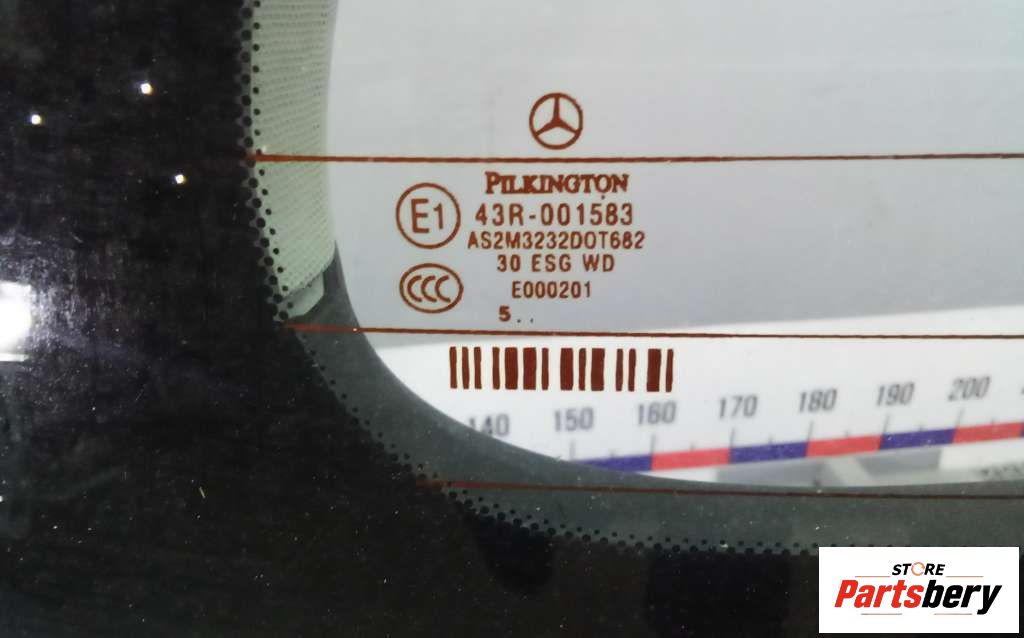 PILKINGTON
E1
43R-001583
AS2M3232DOT682
30 ESG WD
CCC
E000201
5..
140 150 160 170 180 190 200
STORE
Partsbery